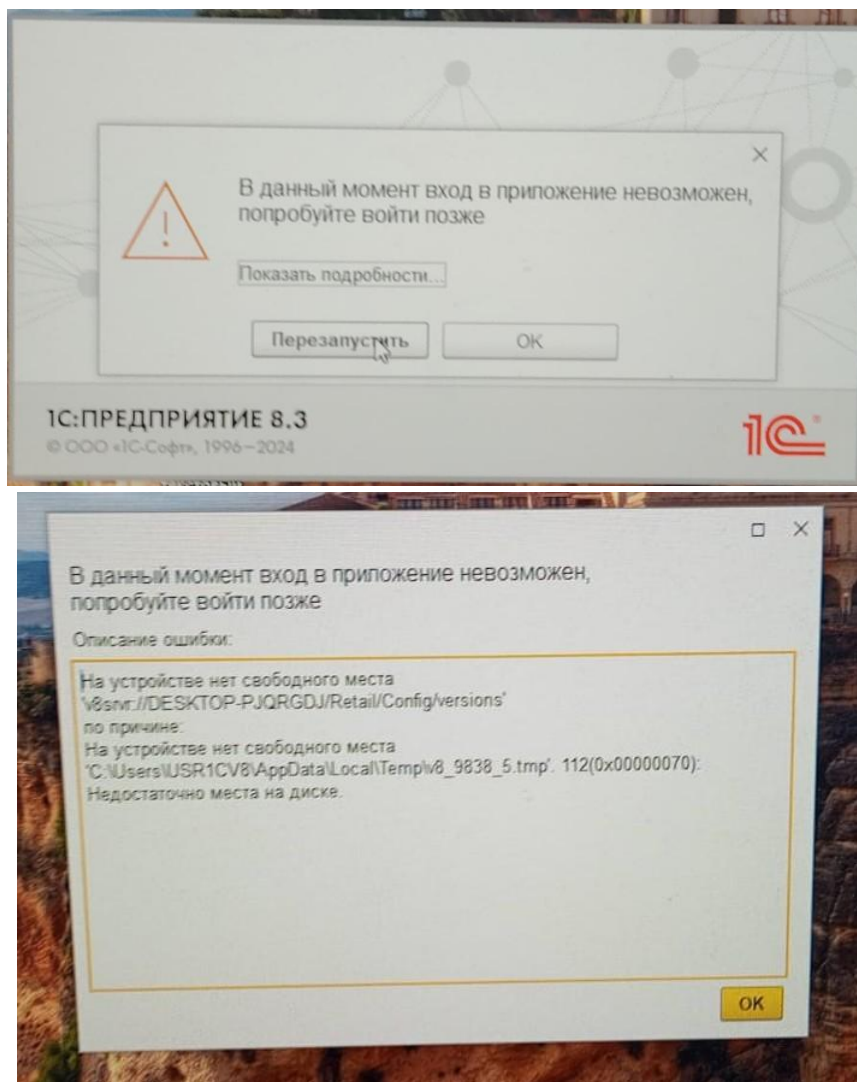 В данный момент вход в приложение невозможен,
попробуйте войти позже
Показать подробности...
Перезапустить
OK
1С:ПРЕДПРИЯТИЕ 8.3
© ООО «1С-Софт», 1996–2024
1С
В данный момент вход в приложение невозможен,
попробуйте войти позже
Описание ошибки:
На устройстве нет свободного места
'v8srvr://DESKTOP-PJQRGDJ/Retail/Config/versions'
по причине:
На устройстве нет свободного места
'C:\Users\USR1CV8\AppData\Local\Temp\v8_9838_5.tmp'. 112(0x00000070):
Недостаточно места на диске.
OK